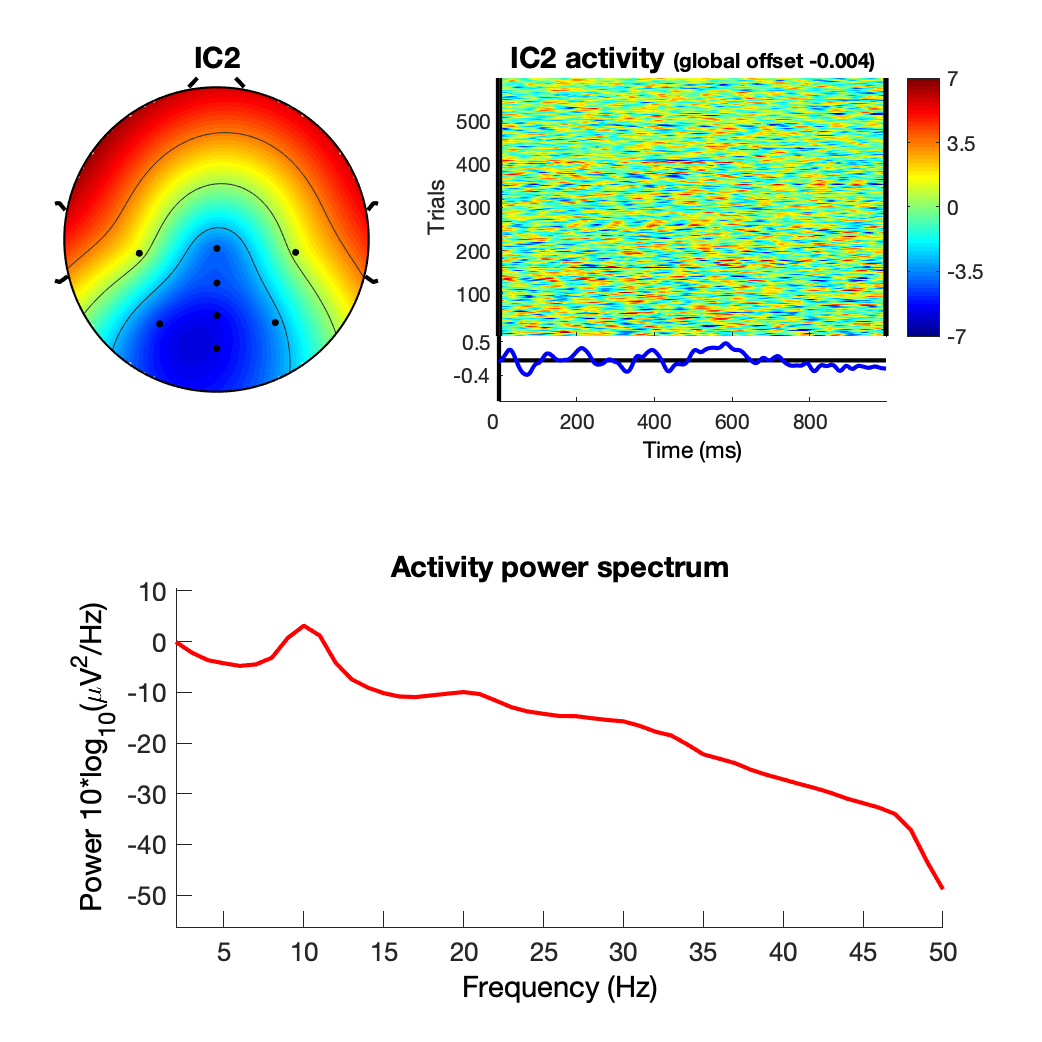 IC2
IC2 activity (global offset -0.004)
Trials
500
400
300
200
100
7
3.5
0
-3.5
-7
0.5
-0.4
0 200 400 600 800
Time (ms)
Activity power spectrum
Power 10*log10(μV2/Hz)
10
0
-10
-20
-30
-40
-50
5 10 15 20 25 30 35 40 45 50
Frequency (Hz)